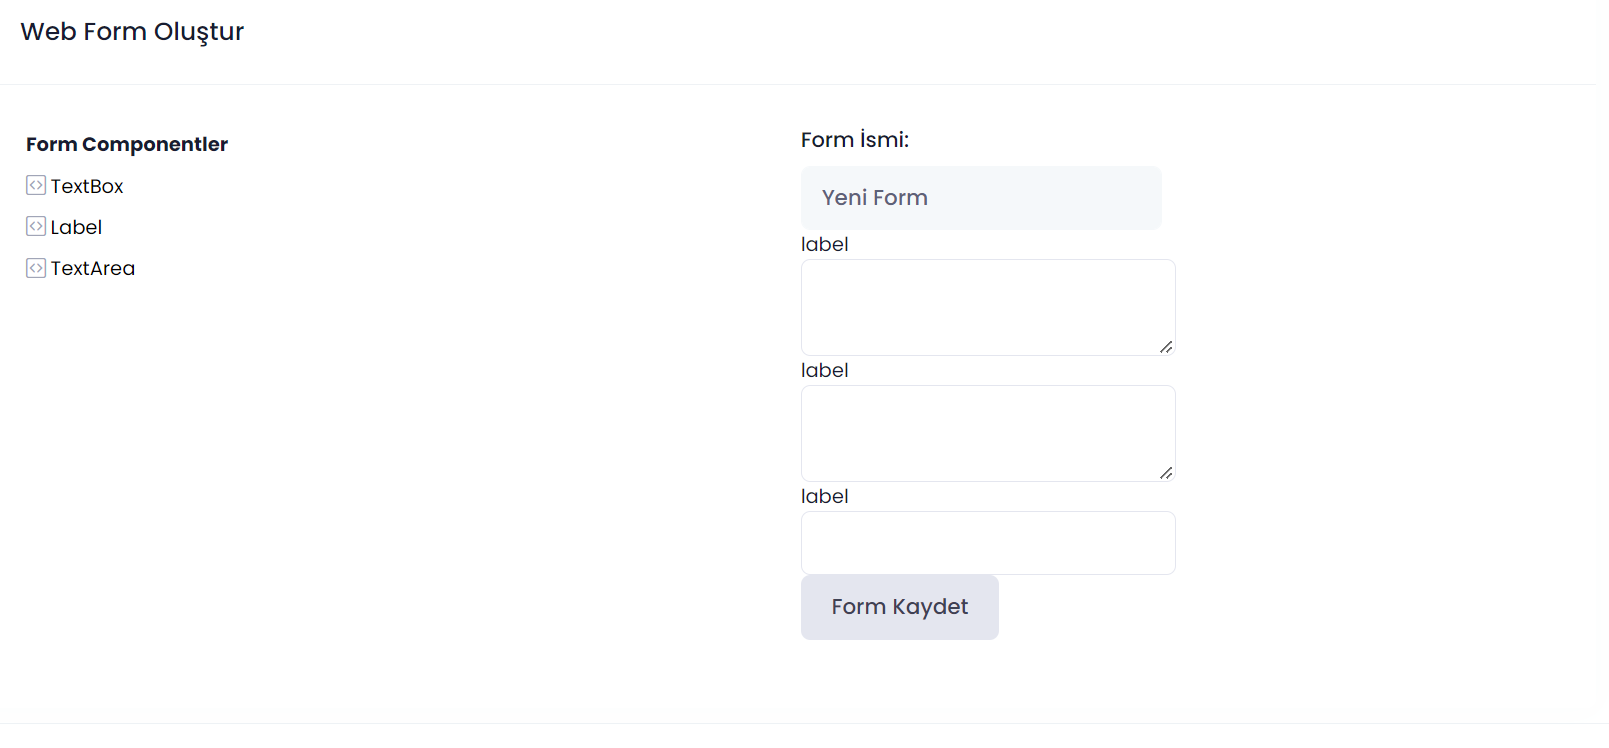 Web Form Oluştur
Form Componentler
TextBox
Label
TextArea
Form İsmi:
Yeni Form
label
label
label
Form Kaydet